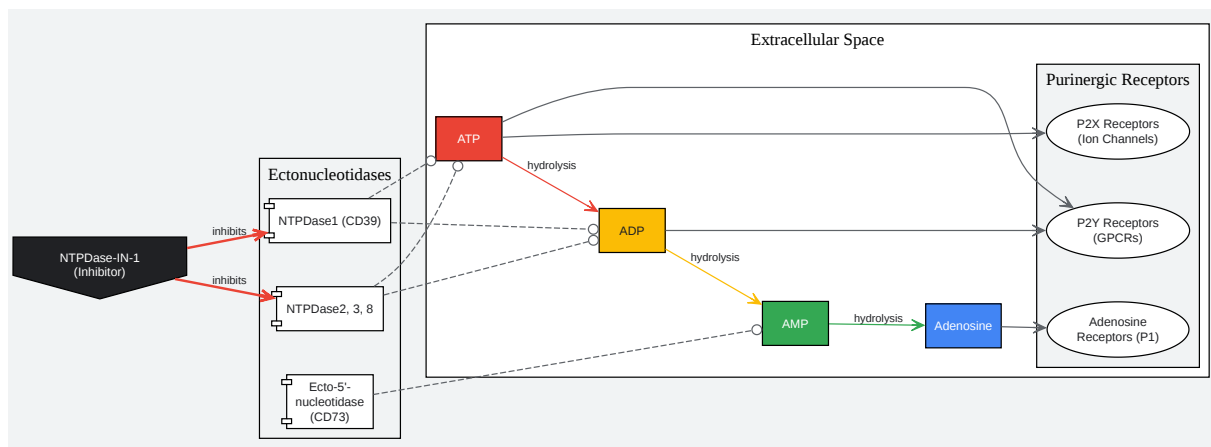 Extracellular Space
Purinergic Receptors
P2X Receptors
(Ion Channels)
ATP
hydrolysis
Ectonucleotidases
NTPDase1 (CD39)
inhibits
ADP
P2Y Receptors
(GPCRs)
NTPDase-IN-1
(Inhibitor)
hydrolysis
inhibits
NTPDase2, 3, 8
AMP
hydrolysis
Adenosine
Adenosine
Receptors (P1)
Ecto-5'-
nucleotidase
(CD73)